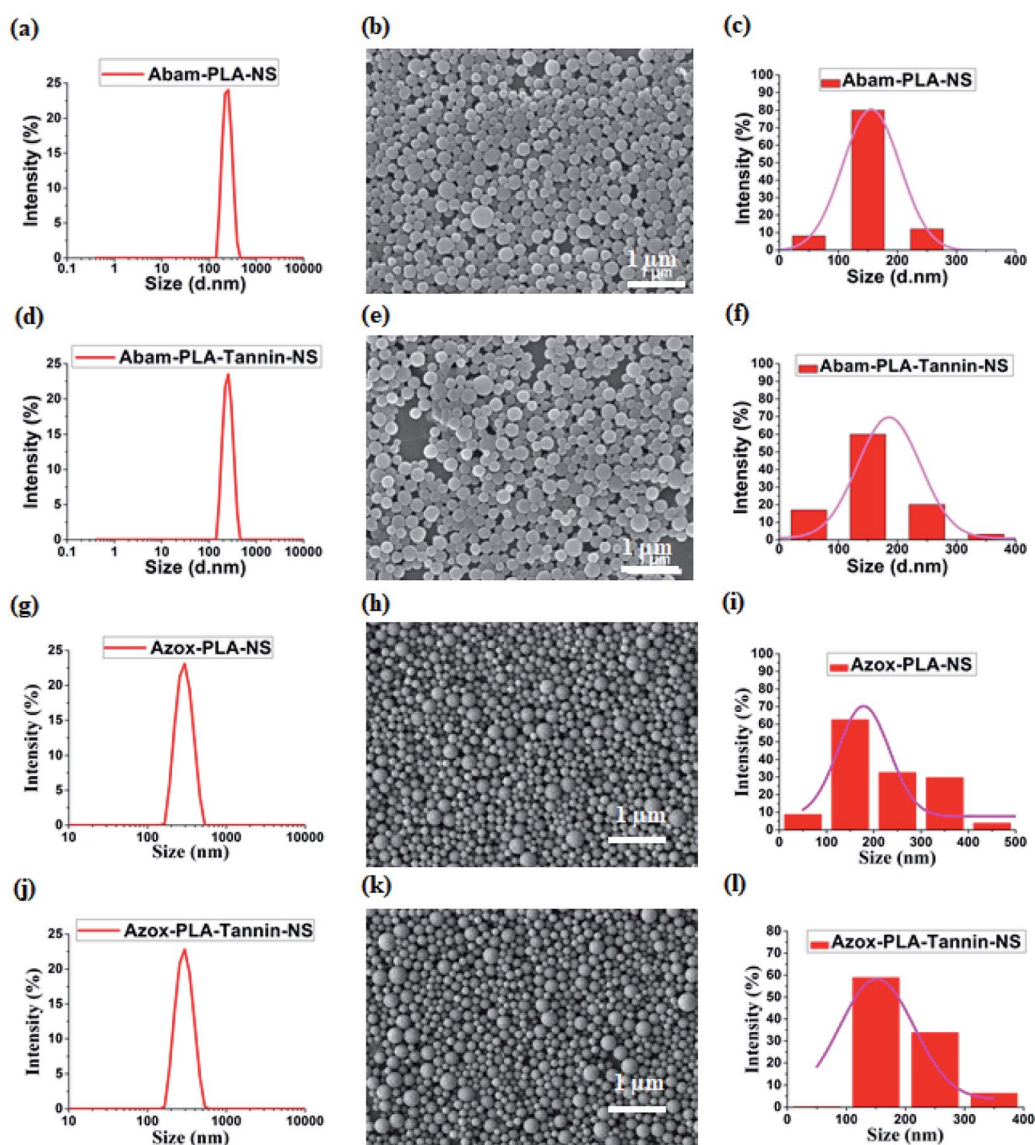 (a)
Abam-PLA-NS
25
20
15
10
5
0
0.1 1 10 100 1000 10000
Intensity (%)
Size (d.nm)
(b)
1 µm
1 µm
(c)
Abam-PLA-NS
100
90
80
70
60
50
40
30
20
10
0
0 100 200 300 400
Intensity (%)
Size (d.nm)
(d)
Abam-PLA-Tannin-NS
25
20
15
10
5
0
0.1 1 10 100 1000 10000
Intensity (%)
Size (d.nm)
(e)
1 µm
µm
(f)
Abam-PLA-Tannin-NS
100
90
80
70
60
50
40
30
20
10
0
0 100 200 300 400
Intensity (%)
Size (d.nm)
(g)
Azox-PLA-NS
25
20
15
10
5
0
10 100 1000 10000
Intensity (%)
Size (nm)
(h)
1 µm
(i)
Azox-PLA-NS
100
90
80
70
60
50
40
30
20
10
0
0 100 200 300 400 500
Intensity (%)
Size (nm)
(j)
Azox-PLA-Tannin-NS
25
20
15
10
5
0
10 100 1000 10000
Intensity (%)
Size (nm)
(k)
1 µm
(l)
Azox-PLA-Tannin-NS
80
70
60
50
40
30
20
10
0
0 100 200 300 400
Intensity (%)
Size (nm)